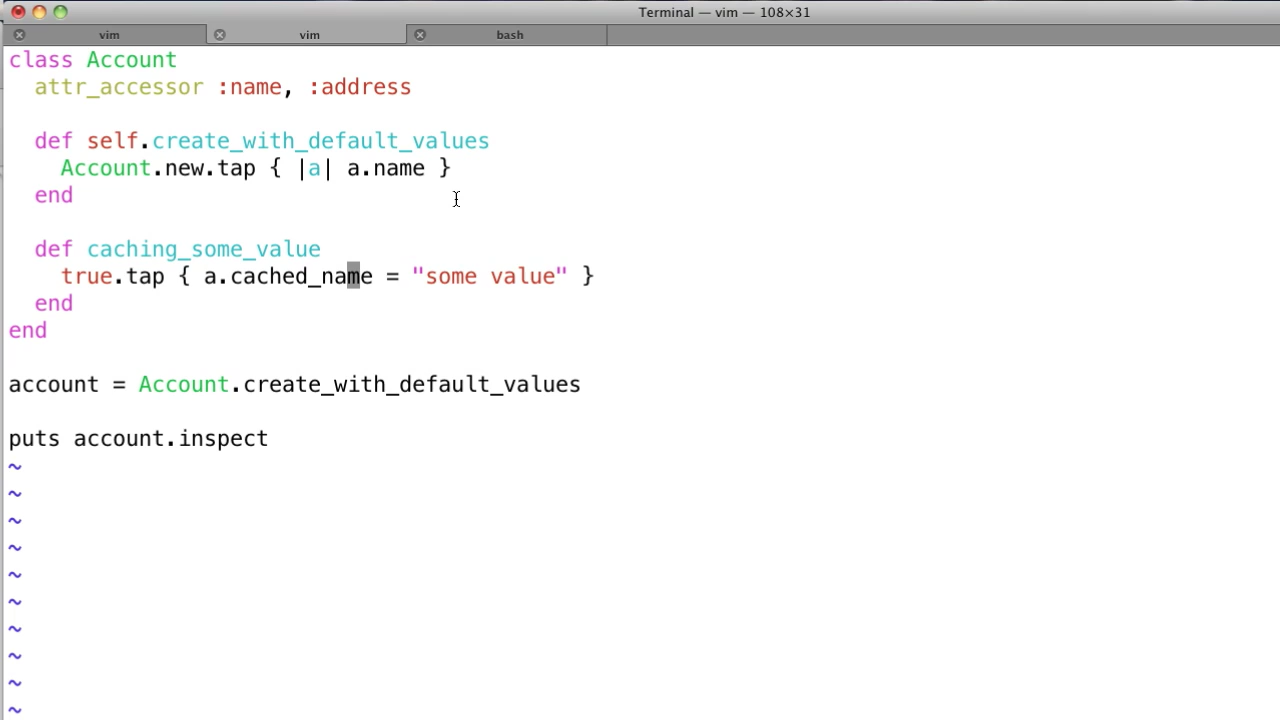 Terminal — vim — 108×31
vim vim bash
class Account
  attr_accessor :name, :address
  def self.create_with_default_values
    Account.new.tap { |a| a.name }
  end
  def caching_some_value
    true.tap { a.cached_name = "some value" }
  end
end
account = Account.create_with_default_values
puts account.inspect
~
~
~
~
~
~
~
~
~
~